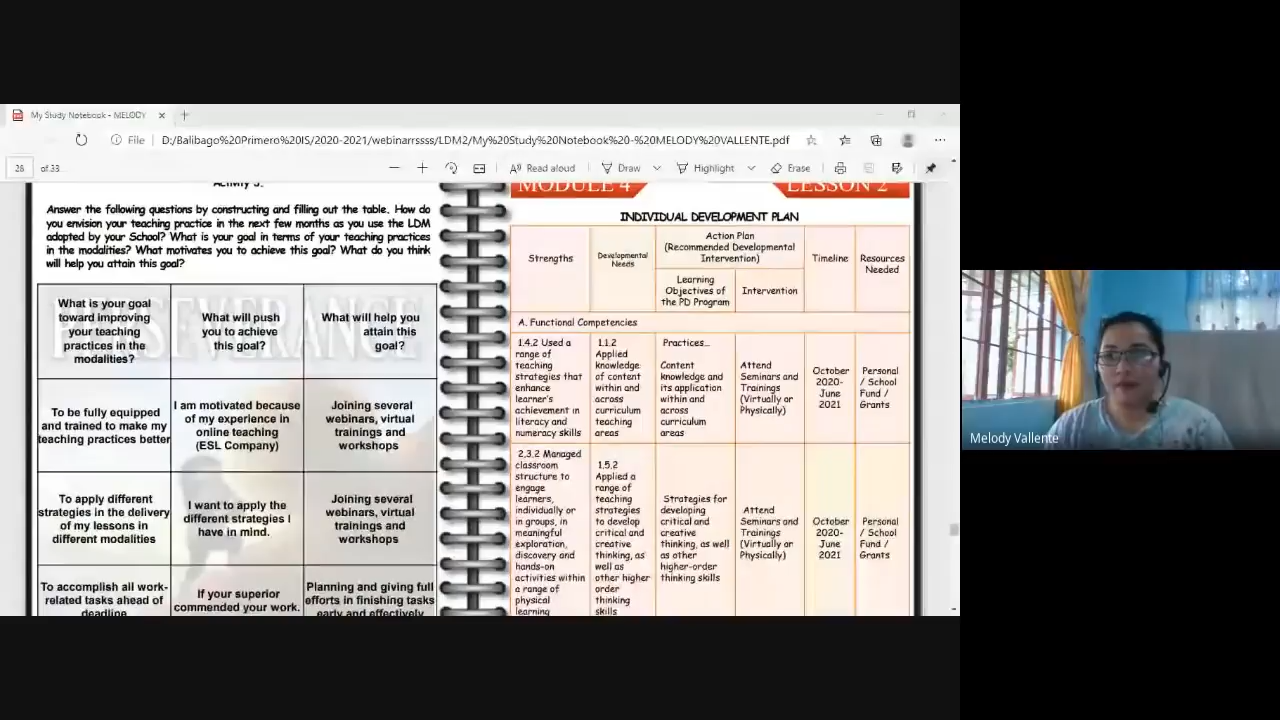 My Study Notebook - MELODY
File
D:/Balibago%20Primero%20IS/2020-2021/webinarrssss/LDM2/My%20Study%20Notebook%20-%20MELODY%20VALLENTE.pdf
28
of 33
Read aloud
Draw
Highlight
Erase
Activity 3:
Answer the following questions by constructing and filling out the table. How do
you envision your teaching practice in the next few months as you use the LDM
adopted by your School? What is your goal in terms of your teaching practices
in the modalities? What motivates you to achieve this goal? What do you think
will help you attain this goal?
PERSEVERANCE
What is your goal
toward improving
your teaching
practices in the
modalities?
What will push
you to achieve
this goal?
What will help you
attain this
goal?
To be fully equipped
and trained to make my
teaching practices better
I am motivated because
of my experience in
online teaching
(ESL Company)
Joining several
webinars, virtual
trainings and
workshops
To apply different
strategies in the delivery
of my lessons in
different modalities
I want to apply the
different strategies I
have in mind.
Joining several
webinars, virtual
trainings and
workshops
To accomplish all work-
related tasks ahead of
deadline
If your superior
commended your work.
Planning and giving full
efforts in finishing tasks
early and effectively
MODULE 4
LESSON 2
INDIVIDUAL DEVELOPMENT PLAN
Strengths
Developmental
Needs
Action Plan
(Recommended Developmental
Intervention)
Learning
Objectives of
the PD Program
Intervention
Timeline
Resources
Needed
A. Functional Competencies
1.4.2 Used a
range of
teaching
strategies that
enhance
learner's
achievement in
literacy and
numeracy skills
1.1.2
Applied
knowledge
of content
within and
across
curriculum
teaching
areas
Practices...
Content
knowledge and
its application
within and
across
curriculum
areas
Attend
Seminars and
Trainings
(Virtually or
Physically)
October
2020-
June
2021
Personal
/ School
Fund /
Grants
2.3.2 Managed
classroom
structure to
engage
learners,
individually or
in groups, in
meaningful
exploration,
discovery and
hands-on
activities within
a range of
physical
learning
1.5.2
Applied a
range of
teaching
strategies
to develop
critical and
creative
thinking, as
well as
other higher
order
thinking
skills
Strategies for
developing
critical and
creative
thinking, as well
as other
higher-order
thinking skills
Attend
Seminars and
Trainings
(Virtually or
Physically)
October
2020-
June
2021
Personal
/ School
Fund /
Grants
Melody Vallente